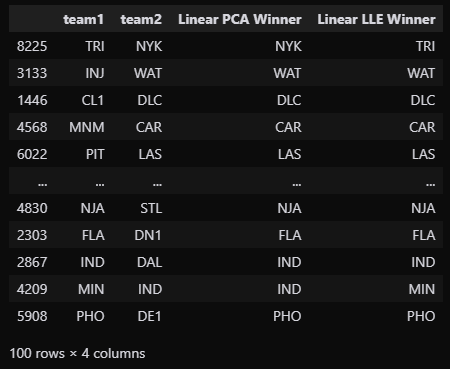 team1 team2 Linear PCA Winner Linear LLE Winner
8225 TRI NYK NYK TRI
3133 INJ WAT WAT WAT
1446 CL1 DLC DLC DLC
4568 MNM CAR CAR CAR
6022 PIT LAS LAS LAS
... ... ... ... ...
4830 NJA STL NJA NJA
2303 FLA DN1 FLA FLA
2867 IND DAL IND IND
4209 MIN IND IND MIN
5908 PHO DE1 PHO PHO
100 rows × 4 columns